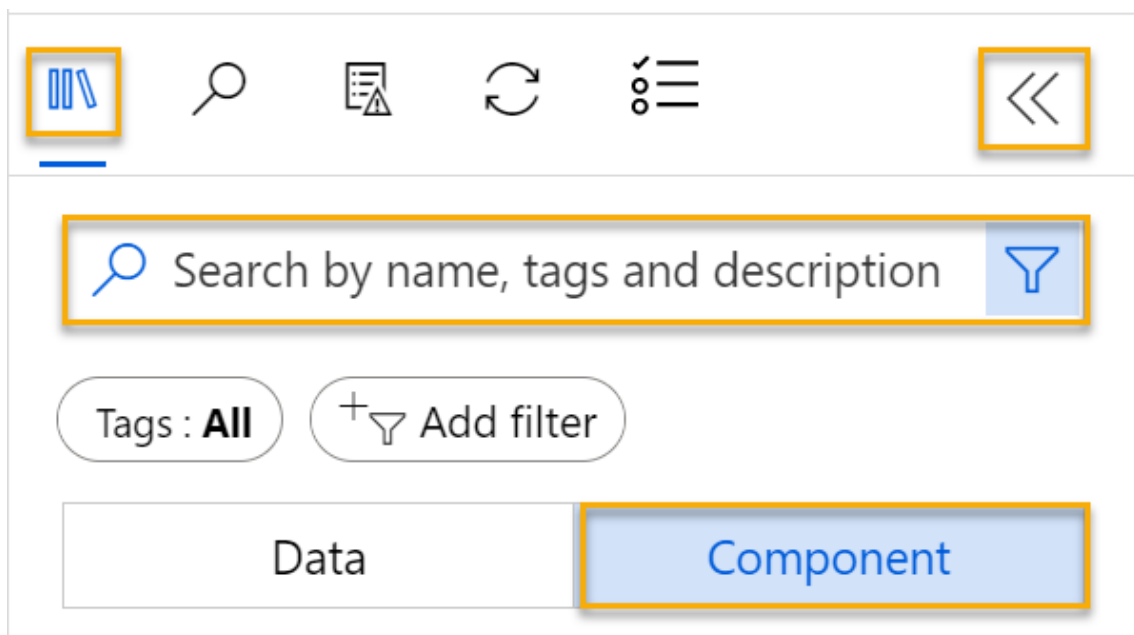 Search by name, tags and description
Tags : All
Add filter
Data
Component